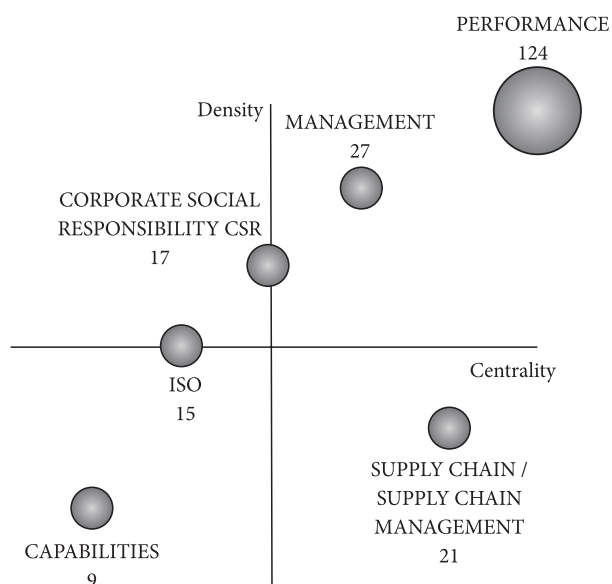 PERFORMANCE
124
Density
MANAGEMENT
27
CORPORATE SOCIAL
RESPONSIBILITY CSR
17
ISO
15
Centrality
SUPPLY CHAIN /
SUPPLY CHAIN
MANAGEMENT
21
CAPABILITIES
9